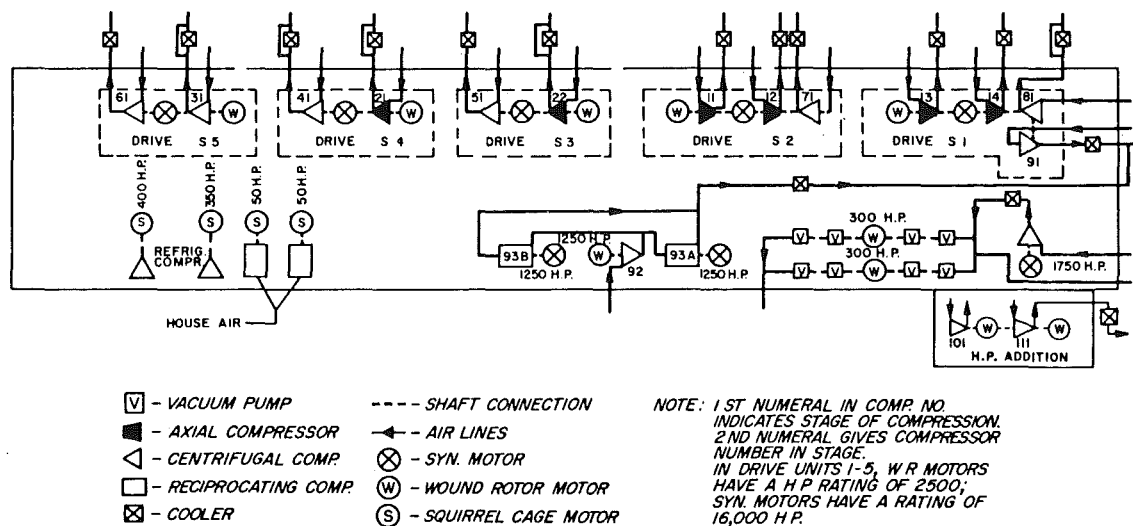 61 31 41 21 51 22 11 12 71 13 14 81
W W W W W
DRIVE S 5 DRIVE S 4 DRIVE S 3 DRIVE S 2 DRIVE S 1
91
400 H.P. 350 H.P. 50 H.P. 50 H.P.
S S S S
REFRIG.
COMPR.
HOUSE AIR
1250 H.P.
93B W 92 93A
1250 H.P. 1250 H.P.
300 H.P.
V V W V V
300 H.P.
V V W V V
1750 H.P.
W W
101 111
H.P. ADDITION
V - VACUUM PUMP
- AXIAL COMPRESSOR
- CENTRIFUGAL COMP.
- RECIPROCATING COMP.
- COOLER
- SHAFT CONNECTION
- AIR LINES
- SYN. MOTOR
W - WOUND ROTOR MOTOR
S - SQUIRREL CAGE MOTOR
NOTE: 1 ST NUMERAL IN COMP. NO.
INDICATES STAGE OF COMPRESSION.
2ND NUMERAL GIVES COMPRESSOR
NUMBER IN STAGE.
IN DRIVE UNITS 1-5, W R MOTORS
HAVE A H P RATING OF 2500;
SYN. MOTORS HAVE A RATING OF
16,000 H P.